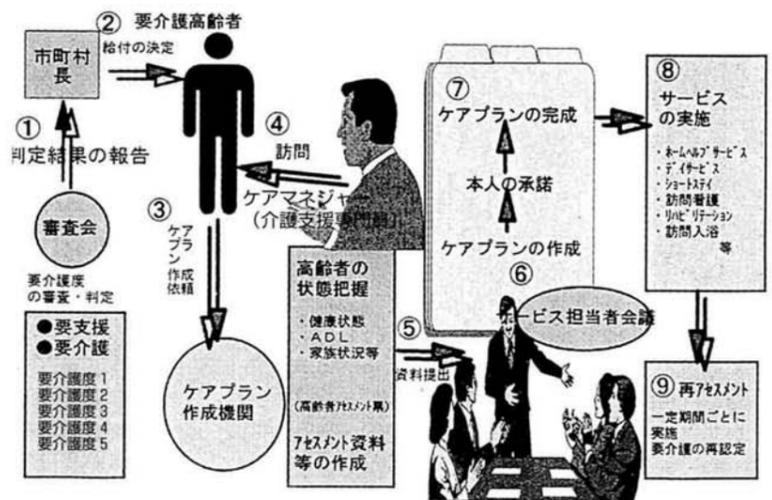 ①
判定結果の報告
市町村
長
審査会
要介護度
の審査・判定
●要支援
●要介護
要介護度1
要介護度2
要介護度3
要介護度4
要介護度5
②
給付の決定
要介護高齢者
③
ケア
プラン
作成
依頼
ケアプラン
作成機関
④
訪問
ケアマネジャー
(介護支援専門員)
高齢者の
状態把握
・健康状態
・ADL
・家族状況等
(高齢者アセスメント票)
アセスメント資料
等の作成
⑤
資料提出
⑥
ービス担当者会議
ケアプランの作成
本人の承諾
⑦
ケアプランの完成
⑧
サービス
の実施
・ホームヘルプサービス
・デイサービス
・ショートステイ
・訪問看護
・リハビリテーション
・訪問入浴
等
⑨再アセスメント
一定期間ごとに
実施
要介護の再認定